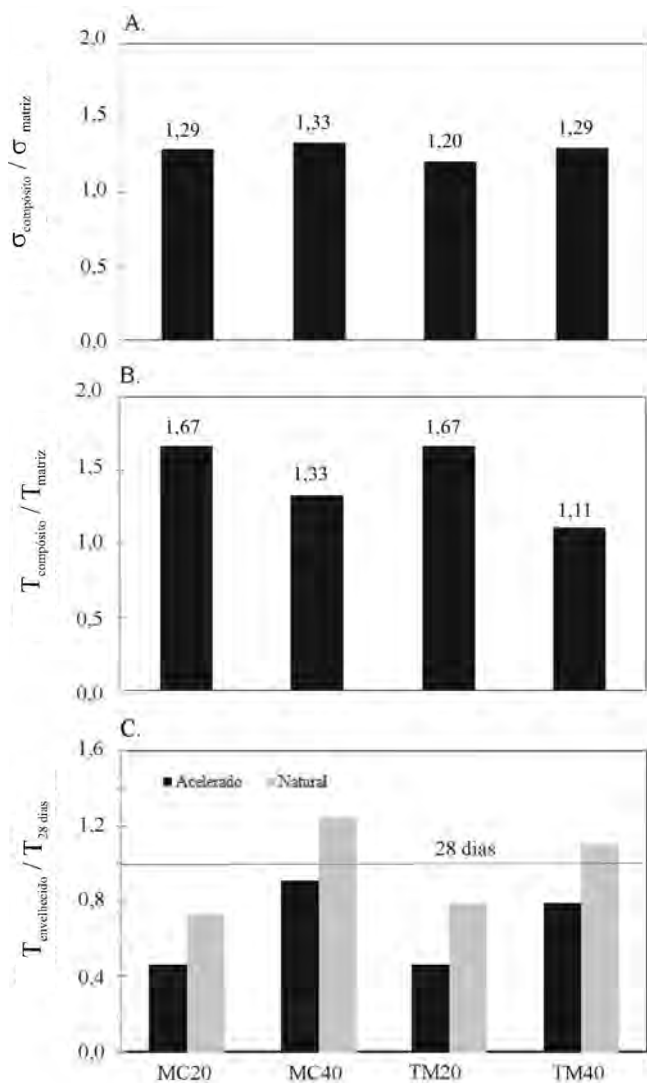 A.
σcompósito / σ matriz
2,0
1,5
1,0
0,5
0,0
1,29
1,33
1,20
1,29
B.
Tcompósito / Tmatriz
2,0
1,5
1,0
0,5
0,0
1,67
1,33
1,67
1,11
C.
Tenvelhecido / T28 dias
1,6
1,2
0,8
0,4
0,0
Acelerado Natural
28 dias
MC20 MC40 TM20 TM40